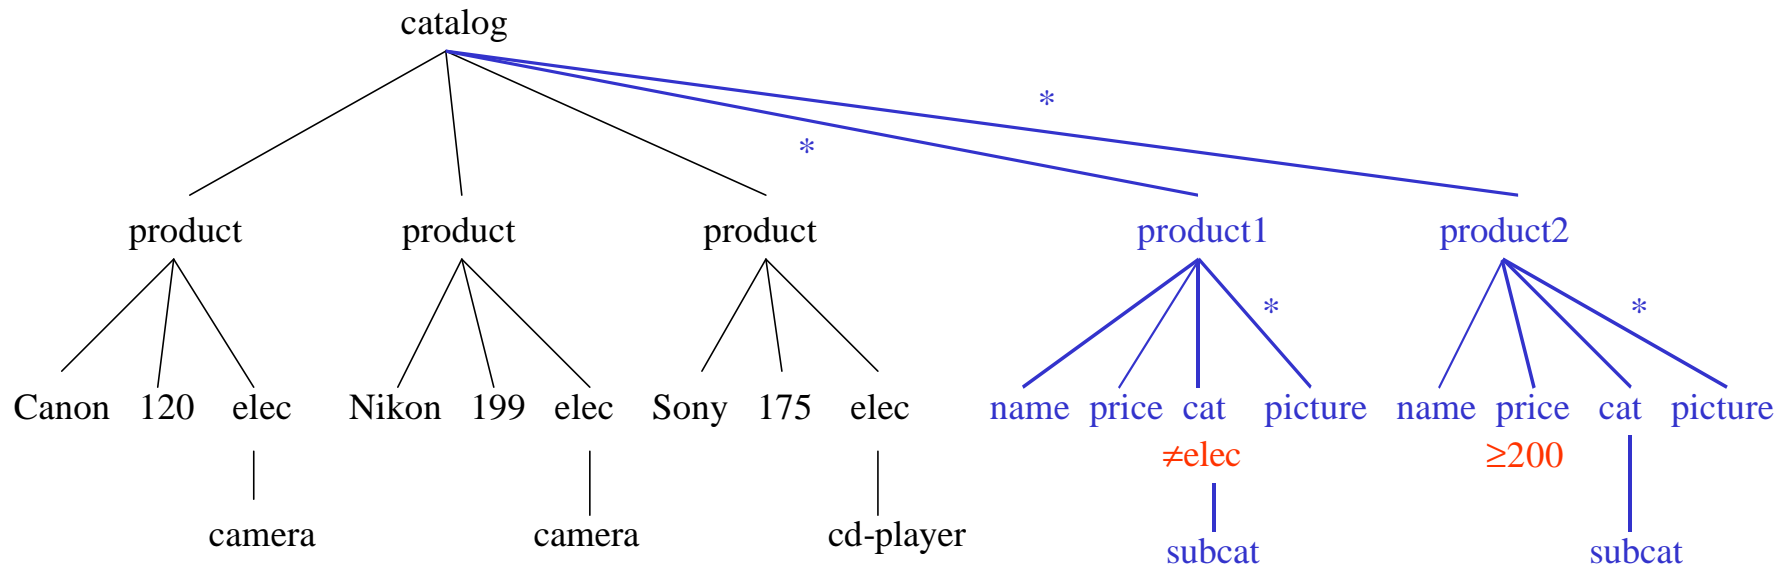 catalog
*
*
product product product product1 product2
* *
Canon 120 elec Nikon 199 elec Sony 175 elec name price cat picture name price cat picture
≠elec ≥200
camera camera cd-player subcat subcat